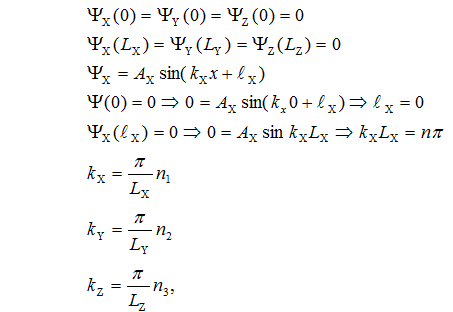 Ψ_X(0) = Ψ_Y(0) = Ψ_Z(0) = 0
Ψ_X(L_X) = Ψ_Y(L_Y) = Ψ_Z(L_Z) = 0
Ψ_X = A_X sin(k_X x + ℓ_X)
Ψ(0) = 0 ⇒ 0 = A_X sin(k_x 0 + ℓ_X) ⇒ ℓ_X = 0
Ψ_X(ℓ_X) = 0 ⇒ 0 = A_X sin k_X L_X ⇒ k_X L_X = nπ
k_X = π/L_X n_1
k_Y = π/L_Y n_2
k_Z = π/L_Z n_3,